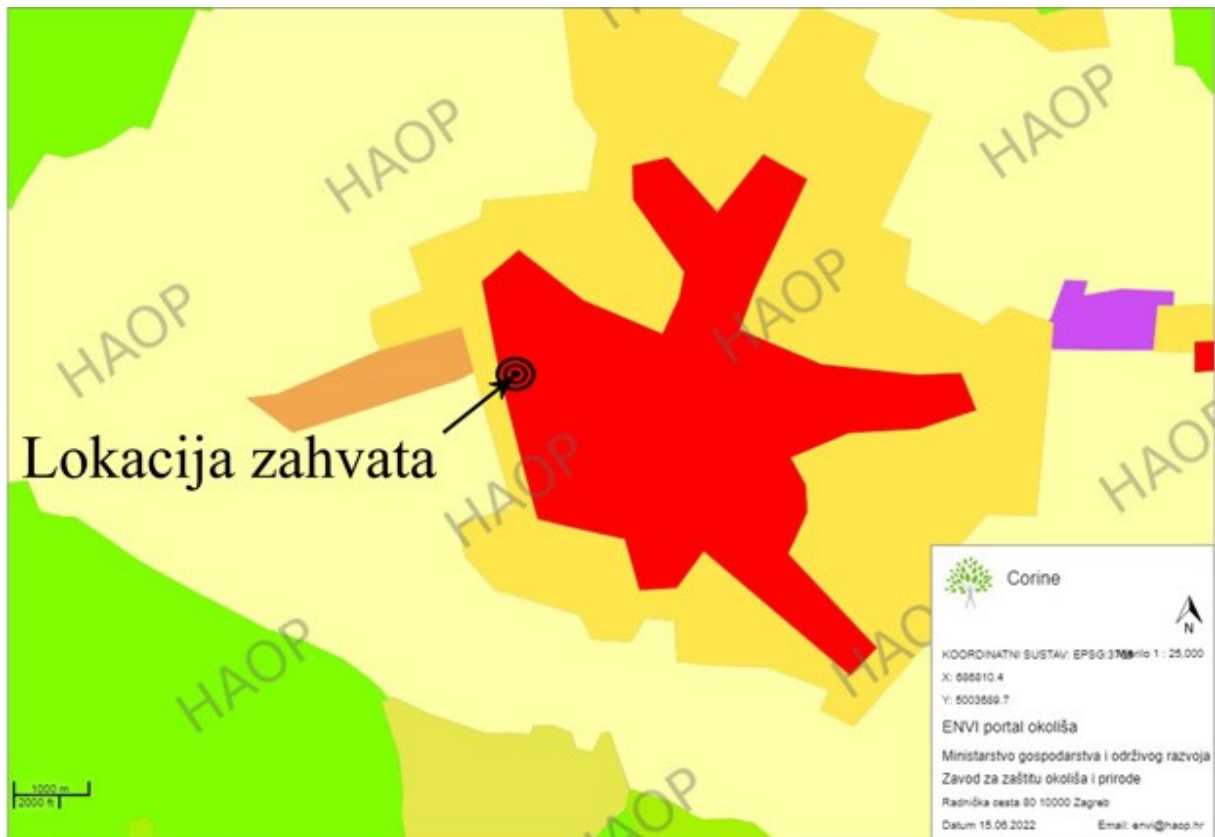 HAOP
HAOP
HAOP
HAOP
HAOP
Lokacija zahvata
HAOP
HAOP
HAOP
HAOP
HAOP
Corine
N
KOORDINATNI SUSTAV: EPSG:3765
Mjerilo 1 : 25,000
X: 686810.4
Y: 5003689.7
ENVI portal okoliša
Ministarstvo gospodarstva i održivog razvoja
Zavod za zaštitu okoliša i prirode
Radnička cesta 80 10000 Zagreb
Datum 15.06.2022 Email: envi@haop.hr
1000 m
2000 ft